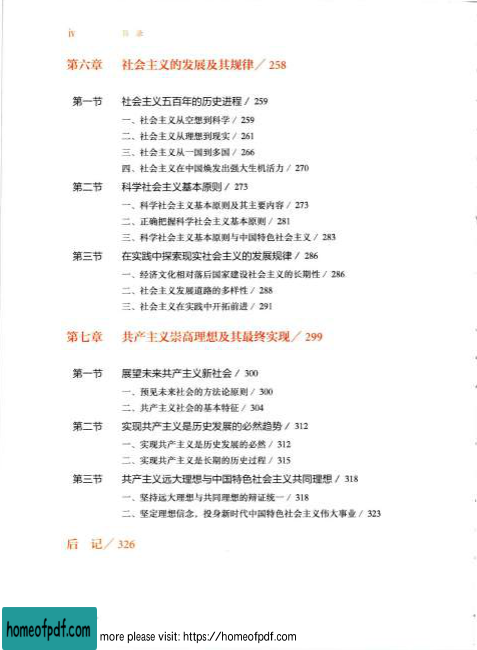 iv 目 录
第六章 社会主义的发展及其规律/ 258
第一节 社会主义五百年的历史进程 / 259
一、社会主义从空想到科学 / 259
二、社会主义从理想到现实 / 261
三、社会主义从一国到多国 / 266
四、社会主义在中国焕发出强大生机活力 / 270
第二节 科学社会主义基本原则 / 273
一、科学社会主义基本原则及其主要内容 / 273
二、正确把握科学社会主义基本原则 / 281
三、科学社会主义基本原则与中国特色社会主义 / 283
第三节 在实践中探索现实社会主义的发展规律 / 286
一、经济文化相对落后国家建设社会主义的长期性 / 286
二、社会主义发展道路的多样性 / 288
三、社会主义在实践中开拓前进 / 291
第七章 共产主义崇高理想及其最终实现/ 299
第一节 展望未来共产主义新社会 / 300
一、预见未来社会的方法论原则 / 300
二、共产主义社会的基本特征 / 304
第二节 实现共产主义是历史发展的必然趋势 / 312
一、实现共产主义是历史发展的必然 / 312
二、实现共产主义是长期的历史过程 / 315
第三节 共产主义远大理想与中国特色社会主义共同理想 / 318
一、坚持远大理想与共同理想的辩证统一 / 318
二、坚定理想信念，投身新时代中国特色社会主义伟大事业 / 323
后 记/ 326
homeofpdf.com more please visit: https://homeofpdf.com